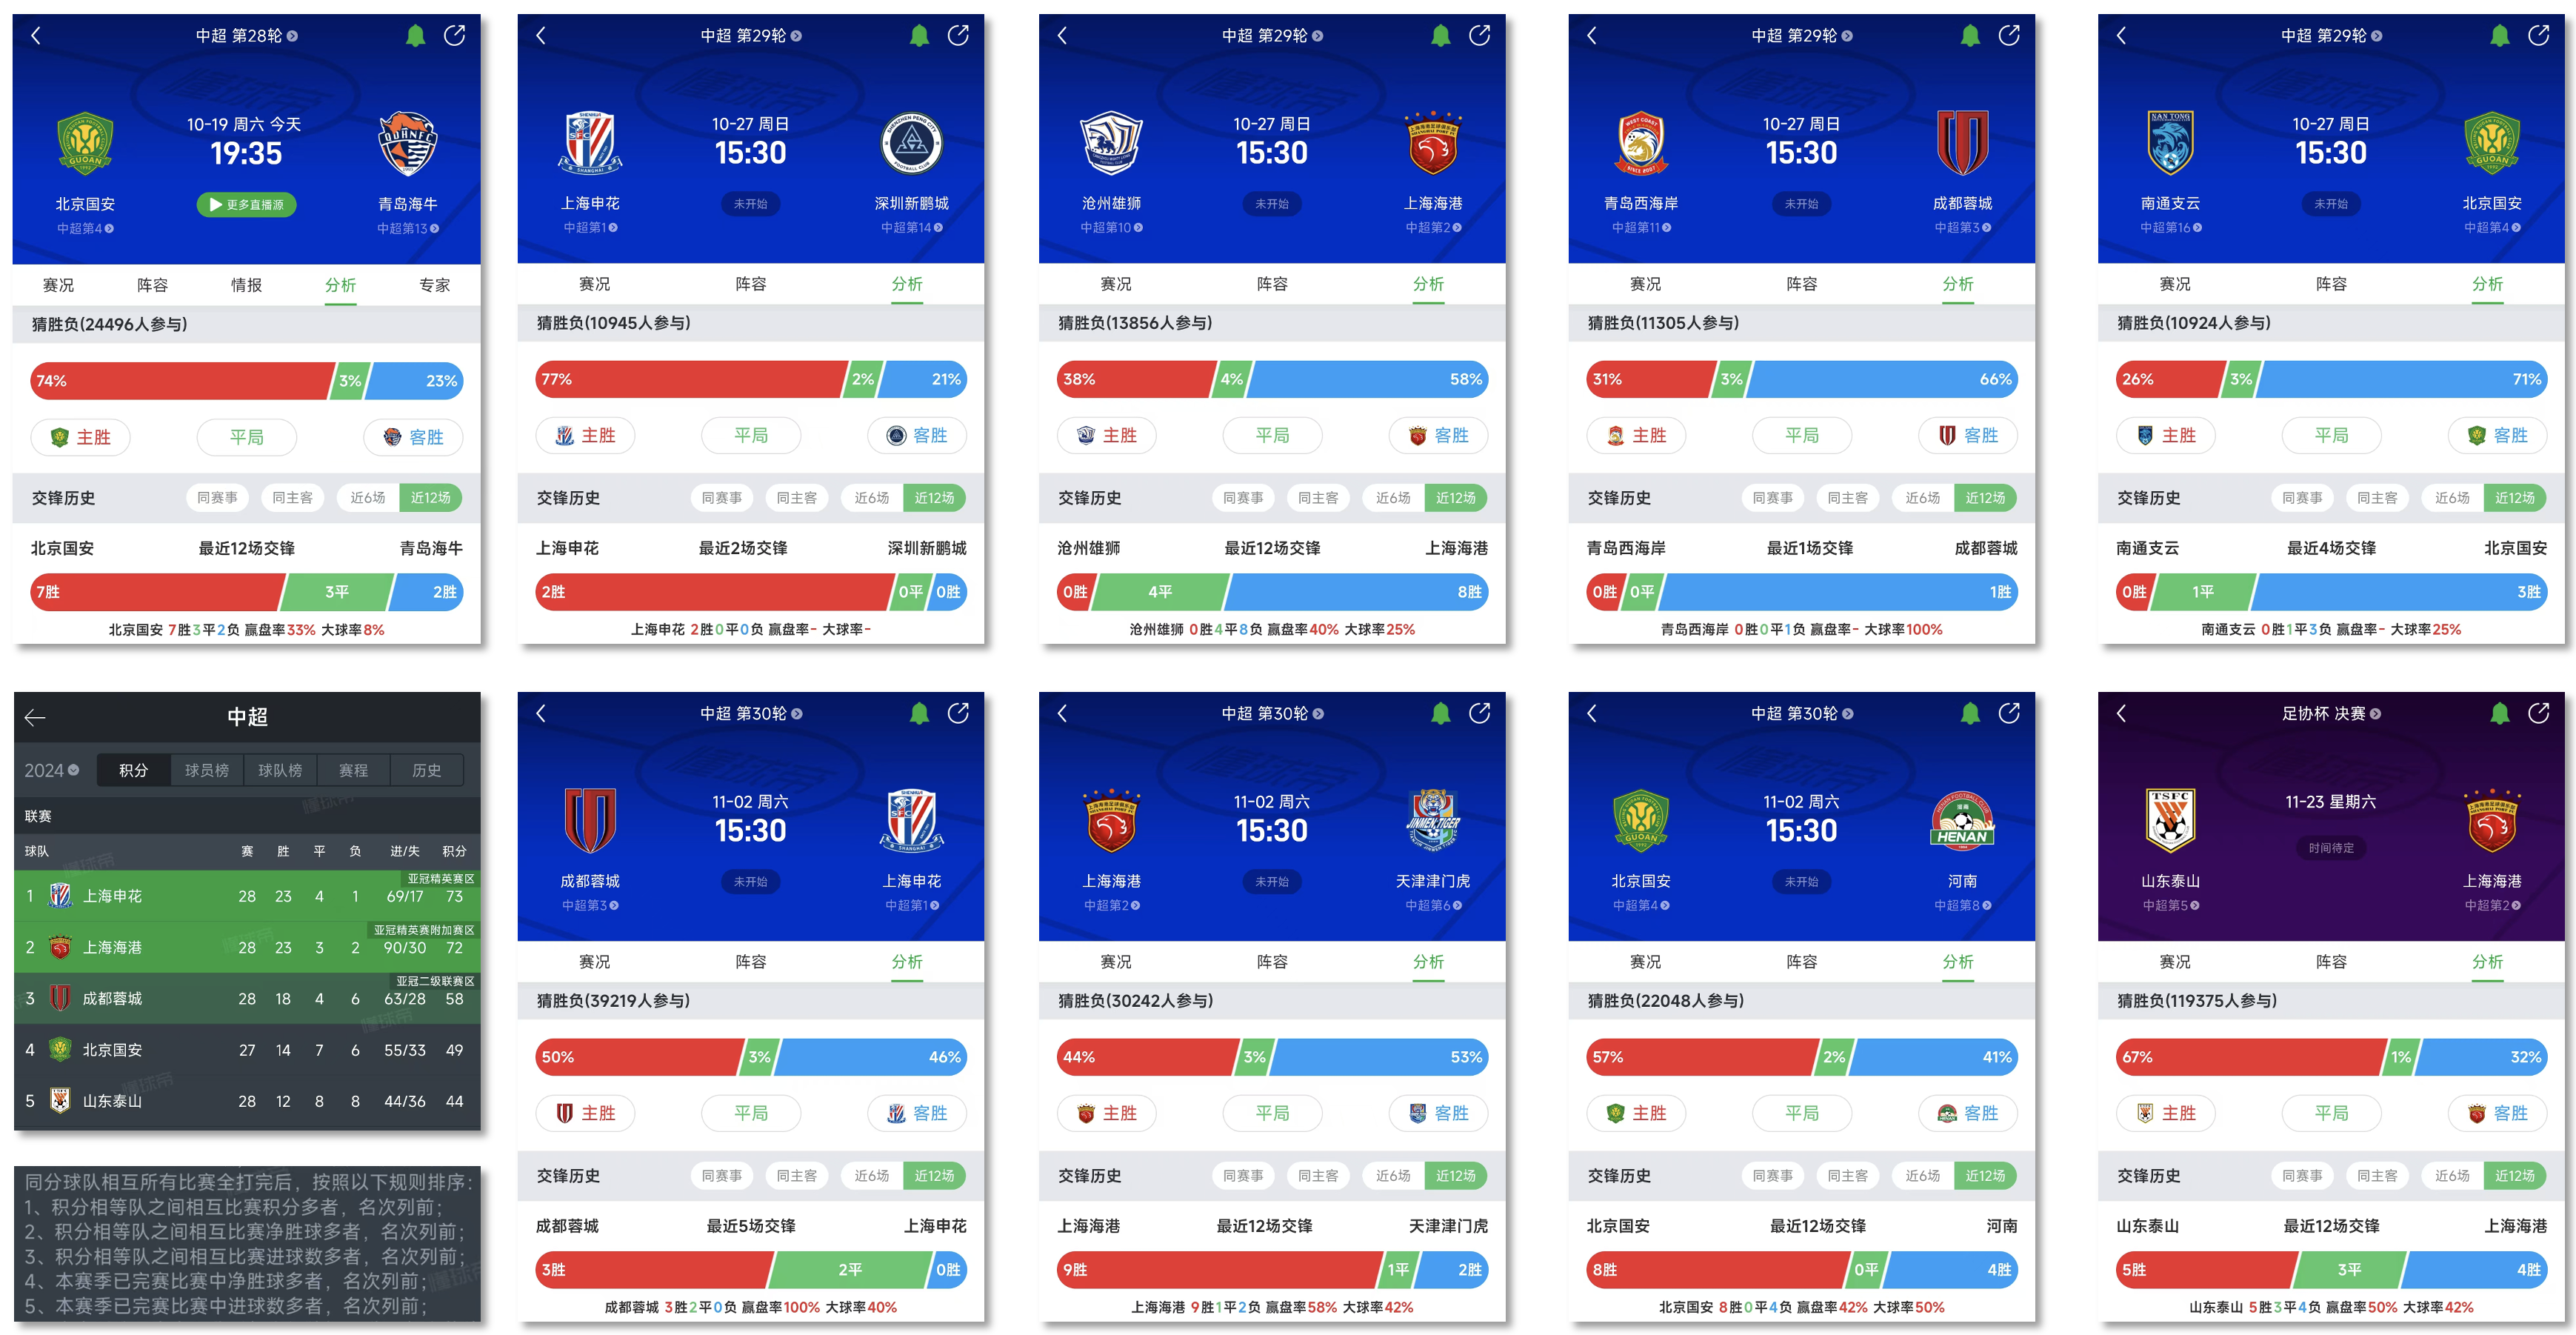 中超 第28轮
10-19 周六 今天
19:35
更多直播源
北京国安
中超第4
青岛海牛
中超第13
赛况 阵容 情报 分析 专家
猜胜负(24496人参与)
74% 3% 23%
主胜 平局 客胜
交锋历史 同赛事 同主客 近6场 近12场
北京国安 最近12场交锋 青岛海牛
7胜 3平 2胜
北京国安 7胜3平2负 赢盘率33% 大球率8%
中超 第29轮
10-27 周日
15:30
未开始
上海申花
中超第1
深圳新鹏城
中超第14
赛况 阵容 分析
猜胜负(10945人参与)
77% 2% 21%
主胜 平局 客胜
交锋历史 同赛事 同主客 近6场 近12场
上海申花 最近2场交锋 深圳新鹏城
2胜 0平 0胜
上海申花 2胜0平0负 赢盘率- 大球率-
中超 第29轮
10-27 周日
15:30
未开始
沧州雄狮
中超第10
上海海港
中超第2
赛况 阵容 分析
猜胜负(13856人参与)
38% 4% 58%
主胜 平局 客胜
交锋历史 同赛事 同主客 近6场 近12场
沧州雄狮 最近12场交锋 上海海港
0胜 4平 8胜
沧州雄狮 0胜4平8负 赢盘率40% 大球率25%
中超 第29轮
10-27 周日
15:30
未开始
青岛西海岸
中超第11
成都蓉城
中超第3
赛况 阵容 分析
猜胜负(11305人参与)
31% 3% 66%
主胜 平局 客胜
交锋历史 同赛事 同主客 近6场 近12场
青岛西海岸 最近1场交锋 成都蓉城
0胜 0平 1胜
青岛西海岸 0胜0平1负 赢盘率- 大球率100%
中超 第29轮
10-27 周日
15:30
未开始
南通支云
中超第16
北京国安
中超第4
赛况 阵容 分析
猜胜负(10924人参与)
26% 3% 71%
主胜 平局 客胜
交锋历史 同赛事 同主客 近6场 近12场
南通支云 最近4场交锋 北京国安
0胜 1平 3胜
南通支云 0胜1平3负 赢盘率- 大球率25%
中超
2024 积分 球员榜 球队榜 赛程 历史
联赛
球队 赛 胜 平 负 进/失 积分
亚冠精英赛区
1 上海申花 28 23 4 1 69/17 73
亚冠精英赛附加赛区
2 上海海港 28 23 3 2 90/30 72
亚冠二级联赛区
3 成都蓉城 28 18 4 6 63/28 58
4 北京国安 27 14 7 6 55/33 49
5 山东泰山 28 12 8 8 44/36 44
同分球队相互所有比赛全打完后，按照以下规则排序：
1、积分相等队之间相互比赛积分多者，名次列前；
2、积分相等队之间相互比赛净胜球多者，名次列前；
3、积分相等队之间相互比赛进球数多者，名次列前；
4、本赛季已完赛比赛中净胜球多者，名次列前；
5、本赛季已完赛比赛中进球数多者，名次列前；
中超 第30轮
11-02 周六
15:30
未开始
成都蓉城
中超第3
上海申花
中超第1
赛况 阵容 分析
猜胜负(39219人参与)
50% 3% 46%
主胜 平局 客胜
交锋历史 同赛事 同主客 近6场 近12场
成都蓉城 最近5场交锋 上海申花
3胜 2平 0胜
成都蓉城 3胜2平0负 赢盘率100% 大球率40%
中超 第30轮
11-02 周六
15:30
未开始
上海海港
中超第2
天津津门虎
中超第6
赛况 阵容 分析
猜胜负(30242人参与)
44% 3% 53%
主胜 平局 客胜
交锋历史 同赛事 同主客 近6场 近12场
上海海港 最近12场交锋 天津津门虎
9胜 1平 2胜
上海海港 9胜1平2负 赢盘率58% 大球率42%
中超 第30轮
11-02 周六
15:30
未开始
北京国安
中超第4
河南
中超第8
赛况 阵容 分析
猜胜负(22048人参与)
57% 2% 41%
主胜 平局 客胜
交锋历史 同赛事 同主客 近6场 近12场
北京国安 最近12场交锋 河南
8胜 0平 4胜
北京国安 8胜0平4负 赢盘率42% 大球率50%
足协杯 决赛
11-23 星期六
时间待定
山东泰山
中超第5
上海海港
中超第2
赛况 阵容 分析
猜胜负(119375人参与)
67% 1% 32%
主胜 平局 客胜
交锋历史 同赛事 同主客 近6场 近12场
山东泰山 最近12场交锋 上海海港
5胜 3平 4胜
山东泰山 5胜3平4负 赢盘率50% 大球率42%